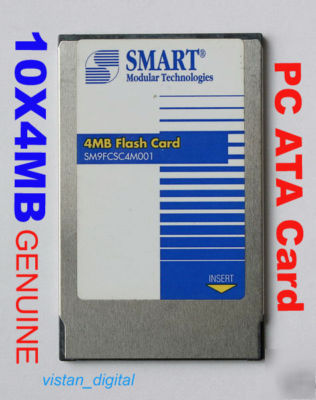 10X4MB GENUINE
SMART®
Modular Technologies
4MB Flash Card
SM9FCSC4M001
INSERT
PC ATA Card
vistan_digital